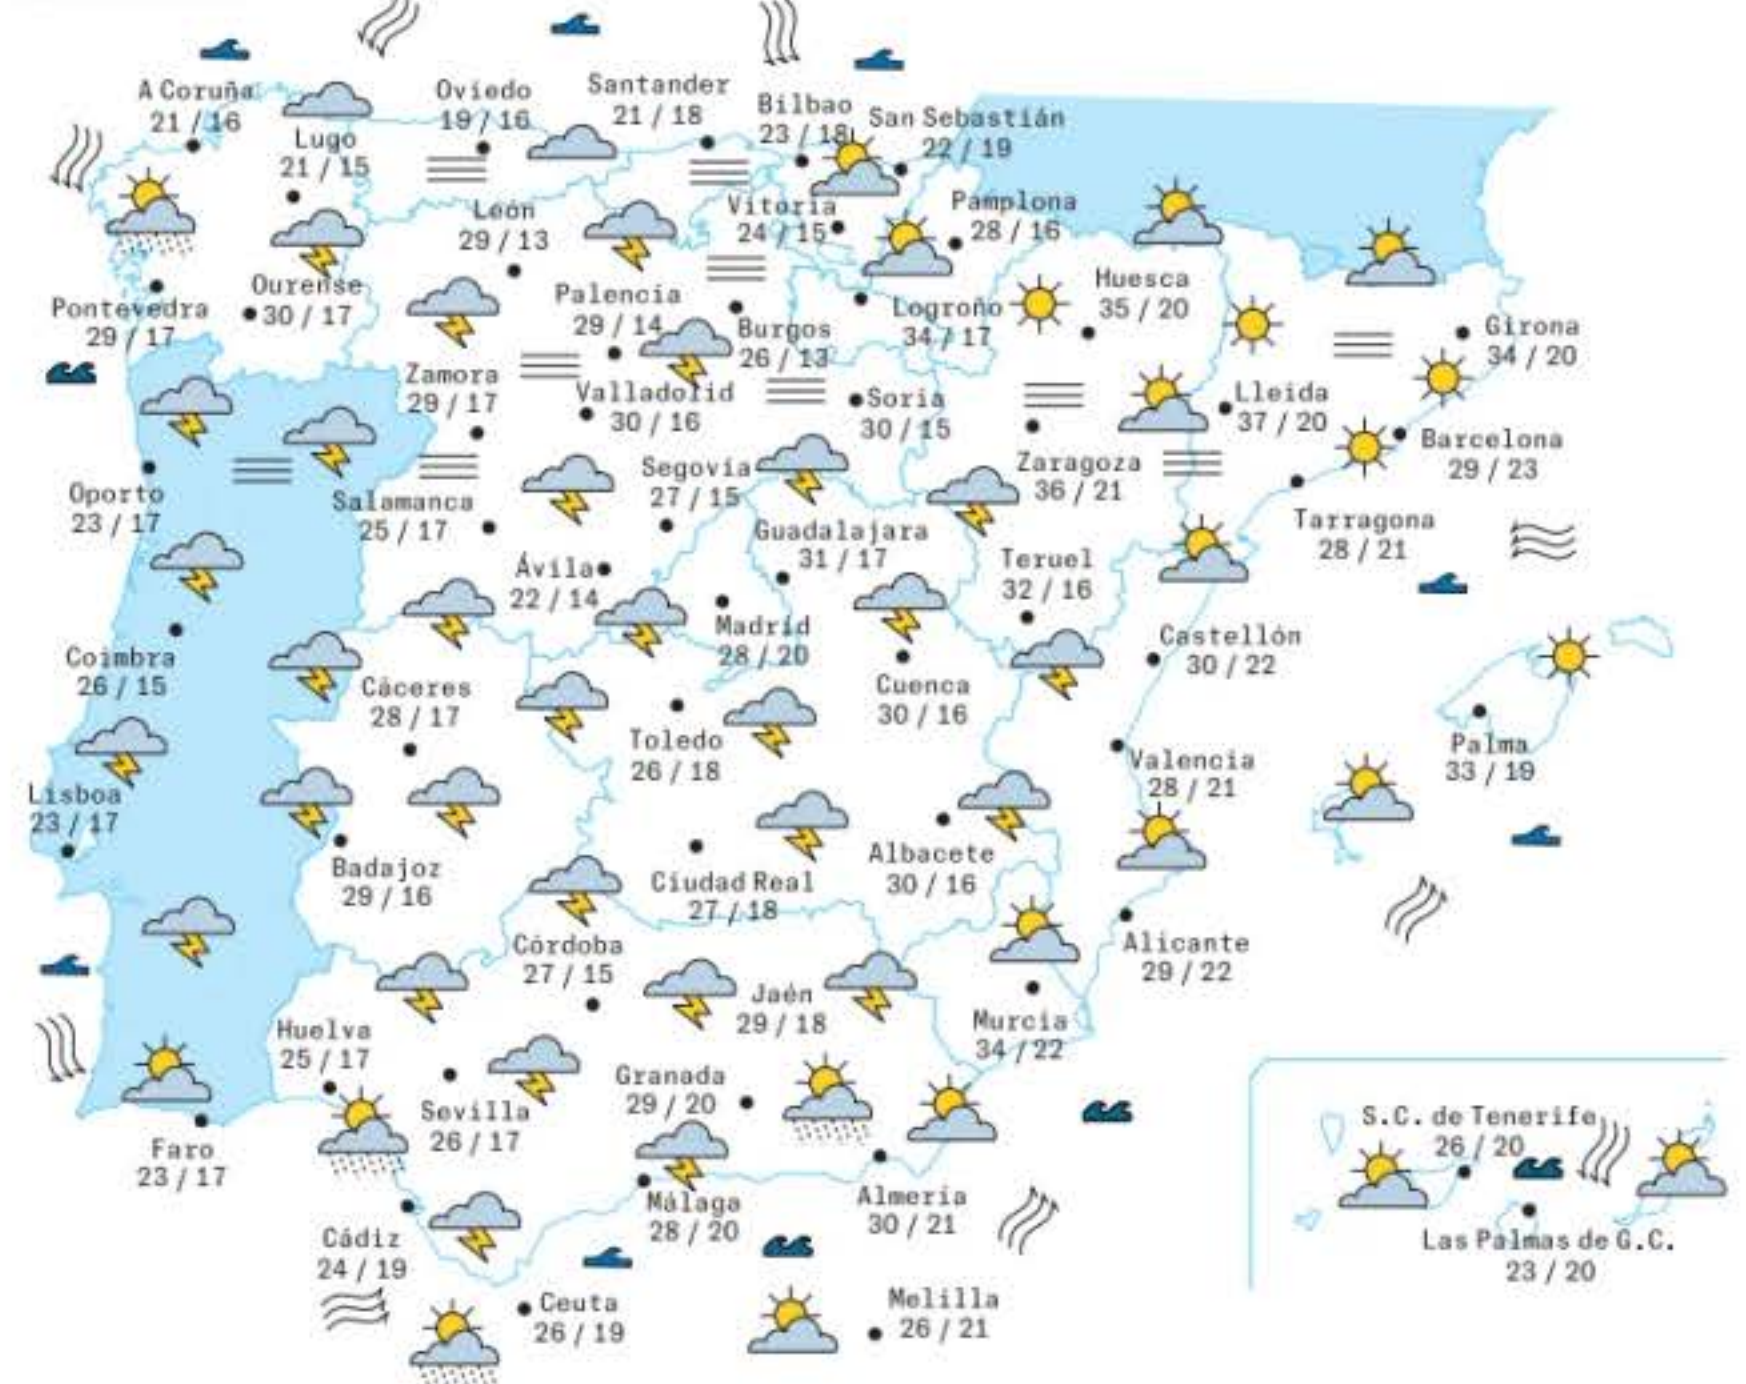 A Coruña
21 / 16
Lugo
21 / 15
Oviedo
19 / 16
Santander
21 / 18
Bilbao
23 / 18
San Sebastián
22 / 19
León
29 / 13
Vitoria
24 / 15
Pamplona
28 / 16
Pontevedra
29 / 17
Ourense
30 / 17
Palencia
29 / 14
Burgos
26 / 13
Logroño
34 / 17
Huesca
35 / 20
Girona
34 / 20
Zamora
29 / 17
Valladolid
30 / 16
Soria
30 / 15
Lleida
37 / 20
Barcelona
29 / 23
Oporto
23 / 17
Salamanca
25 / 17
Segovia
27 / 15
Zaragoza
36 / 21
Guadalajara
31 / 17
Tarragona
28 / 21
Ávila
22 / 14
Teruel
32 / 16
Madrid
28 / 20
Castellón
30 / 22
Coimbra
26 / 15
Cáceres
28 / 17
Cuenca
30 / 16
Toledo
26 / 18
Palma
33 / 19
Valencia
28 / 21
Lisboa
23 / 17
Badajoz
29 / 16
Ciudad Real
27 / 18
Albacete
30 / 16
Córdoba
27 / 15
Alicante
29 / 22
Jaén
29 / 18
Murcia
34 / 22
Huelva
25 / 17
Sevilla
26 / 17
Granada
29 / 20
Faro
23 / 17
Málaga
28 / 20
Almería
30 / 21
Cádiz
24 / 19
Ceuta
26 / 19
Melilla
26 / 21
S.C. de Tenerife
26 / 20
Las Palmas de G.C.
23 / 20